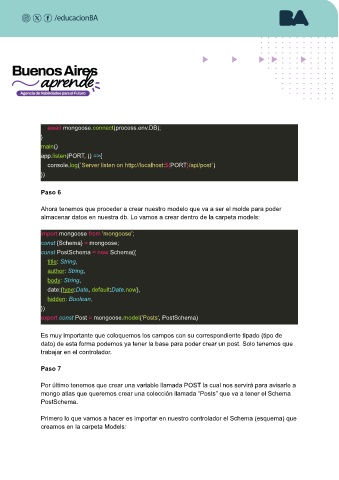 /educacionBA
BA
Buenos Aires
aprende
Agencia de Habilidades para el Futuro
await mongoose.connect(process.env.DB);
}
main()
app.listen(PORT, () =>{
console.log(`Server listen on http://localhost:${PORT}/api/post`)
})
Paso 6
Ahora tenemos que proceder a crear nuestro modelo que va a ser el molde para poder
almacenar datos en nuestra db. Lo vamos a crear dentro de la carpeta models:
import mongoose from 'mongoose';
const {Schema} = mongoose;
const PostSchema = new Schema({
title: String,
author: String,
body: String,
date:{type:Date, default:Date.now},
hidden: Boolean,
})
export const Post = mongoose.model('Posts', PostSchema)
Es muy importante que coloquemos los campos con su correspondiente tipado (tipo de
dato) de esta forma podemos ya tener la base para poder crear un post. Solo tenemos que
trabajar en el controlador.
Paso 7
Por último tenemos que crear una variable llamada POST la cual nos servirá para avisarle a
mongo atlas que queremos crear una colección llamada “Posts” que va a tener el Schema
PostSchema.
Primero lo que vamos a hacer es importar en nuestro controlador el Schema (esquema) que
creamos en la carpeta Models: